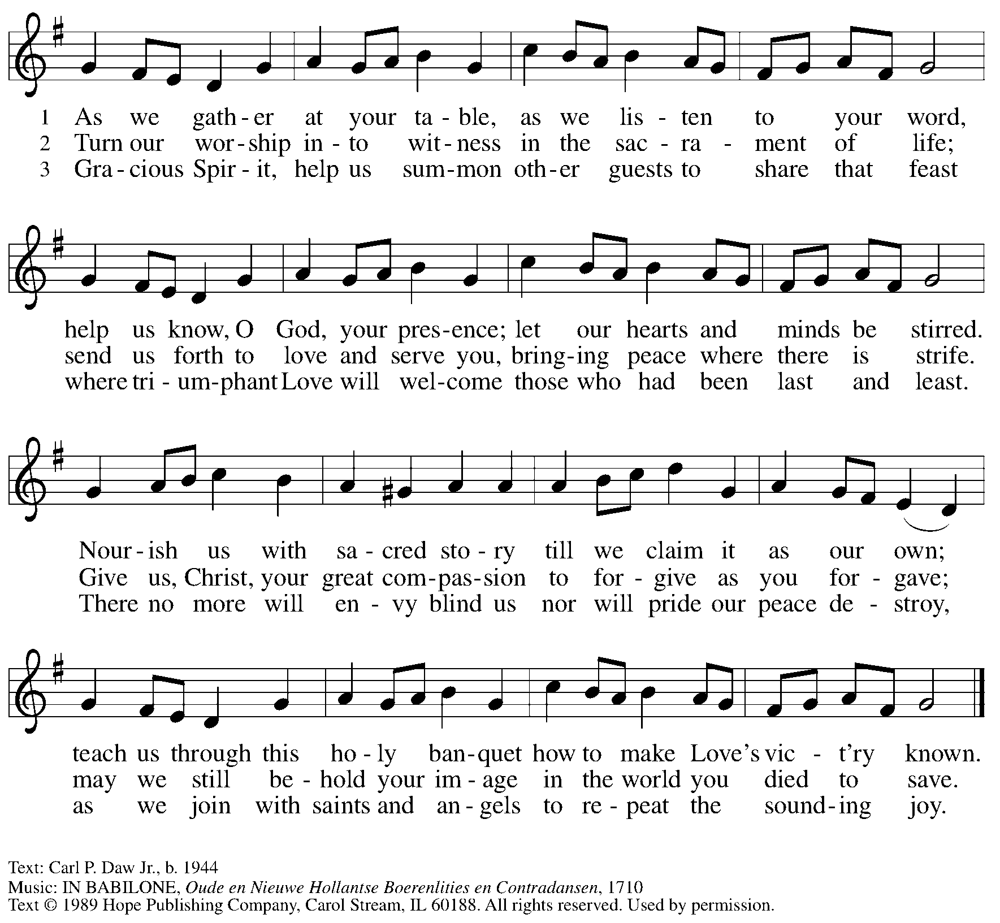 1 As we gath - er at your ta - ble, as we lis - ten to your word,
2 Turn our wor - ship in - to wit - ness in the sac - ra - ment of life;
3 Gra - cious Spir - it, help us sum - mon oth - er guests to share that feast
help us know, O God, your pres - ence; let our hearts and minds be stirred.
send us forth to love and serve you, bring - ing peace where there is strife.
where tri - um - phant Love will wel - come those who had been last and least.
Nour - ish us with sa - cred sto - ry till we claim it as our own;
Give us, Christ, your great com - pas - sion to for - give as you for - gave;
There no more will en - vy blind us nor will pride our peace de - stroy,
teach us through this ho - ly ban - quet how to make Love's vic - t'ry known.
may we still be - hold your im - age in the world you died to save.
as we join with saints and an - gels to re - peat the sound - ing joy.
Text: Carl P. Daw Jr., b. 1944
Music: IN BABILONE, Oude en Nieuwe Hollantse Boerenlities en Contradansen, 1710
Text © 1989 Hope Publishing Company, Carol Stream, IL 60188. All rights reserved. Used by permission.